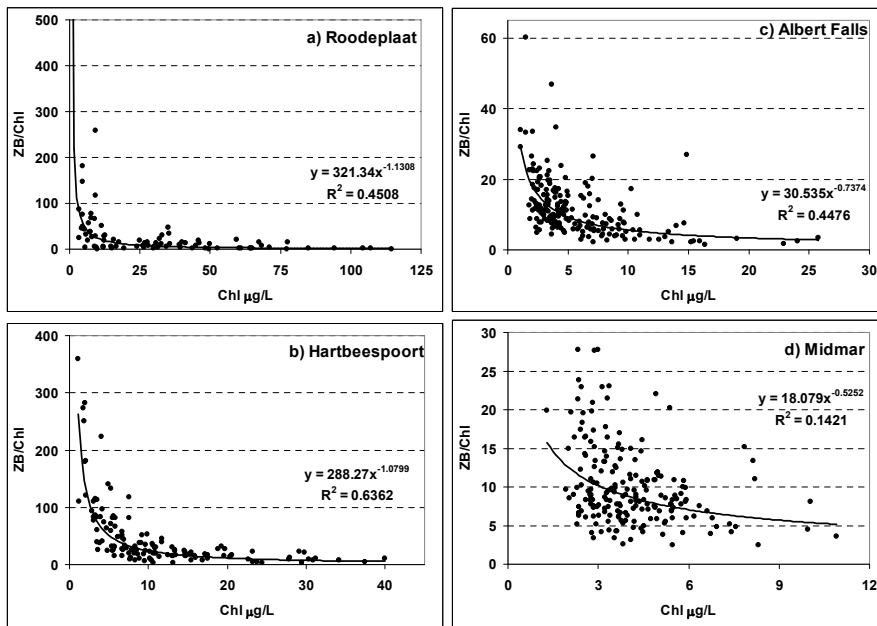 a) Roodeplaat
500
400
300
200
100
0
ZB/Chl
y = 321.34x^-1.1308
R² = 0.4508
0 25 50 75 100 125
Chl µg/L
c) Albert Falls
60
40
20
0
ZB/Chl
y = 30.535x^-0.7374
R² = 0.4476
0 5 10 15 20 25 30
Chl µg/L
b) Hartbeespoort
400
300
200
100
0
ZB/Chl
y = 288.27x^-1.0799
R² = 0.6362
0 10 20 30 40
Chl µg/L
d) Midmar
30
25
20
15
10
5
0
ZB/Chl
y = 18.079x^-0.5252
R² = 0.1421
0 3 6 9 12
Chl µg/L